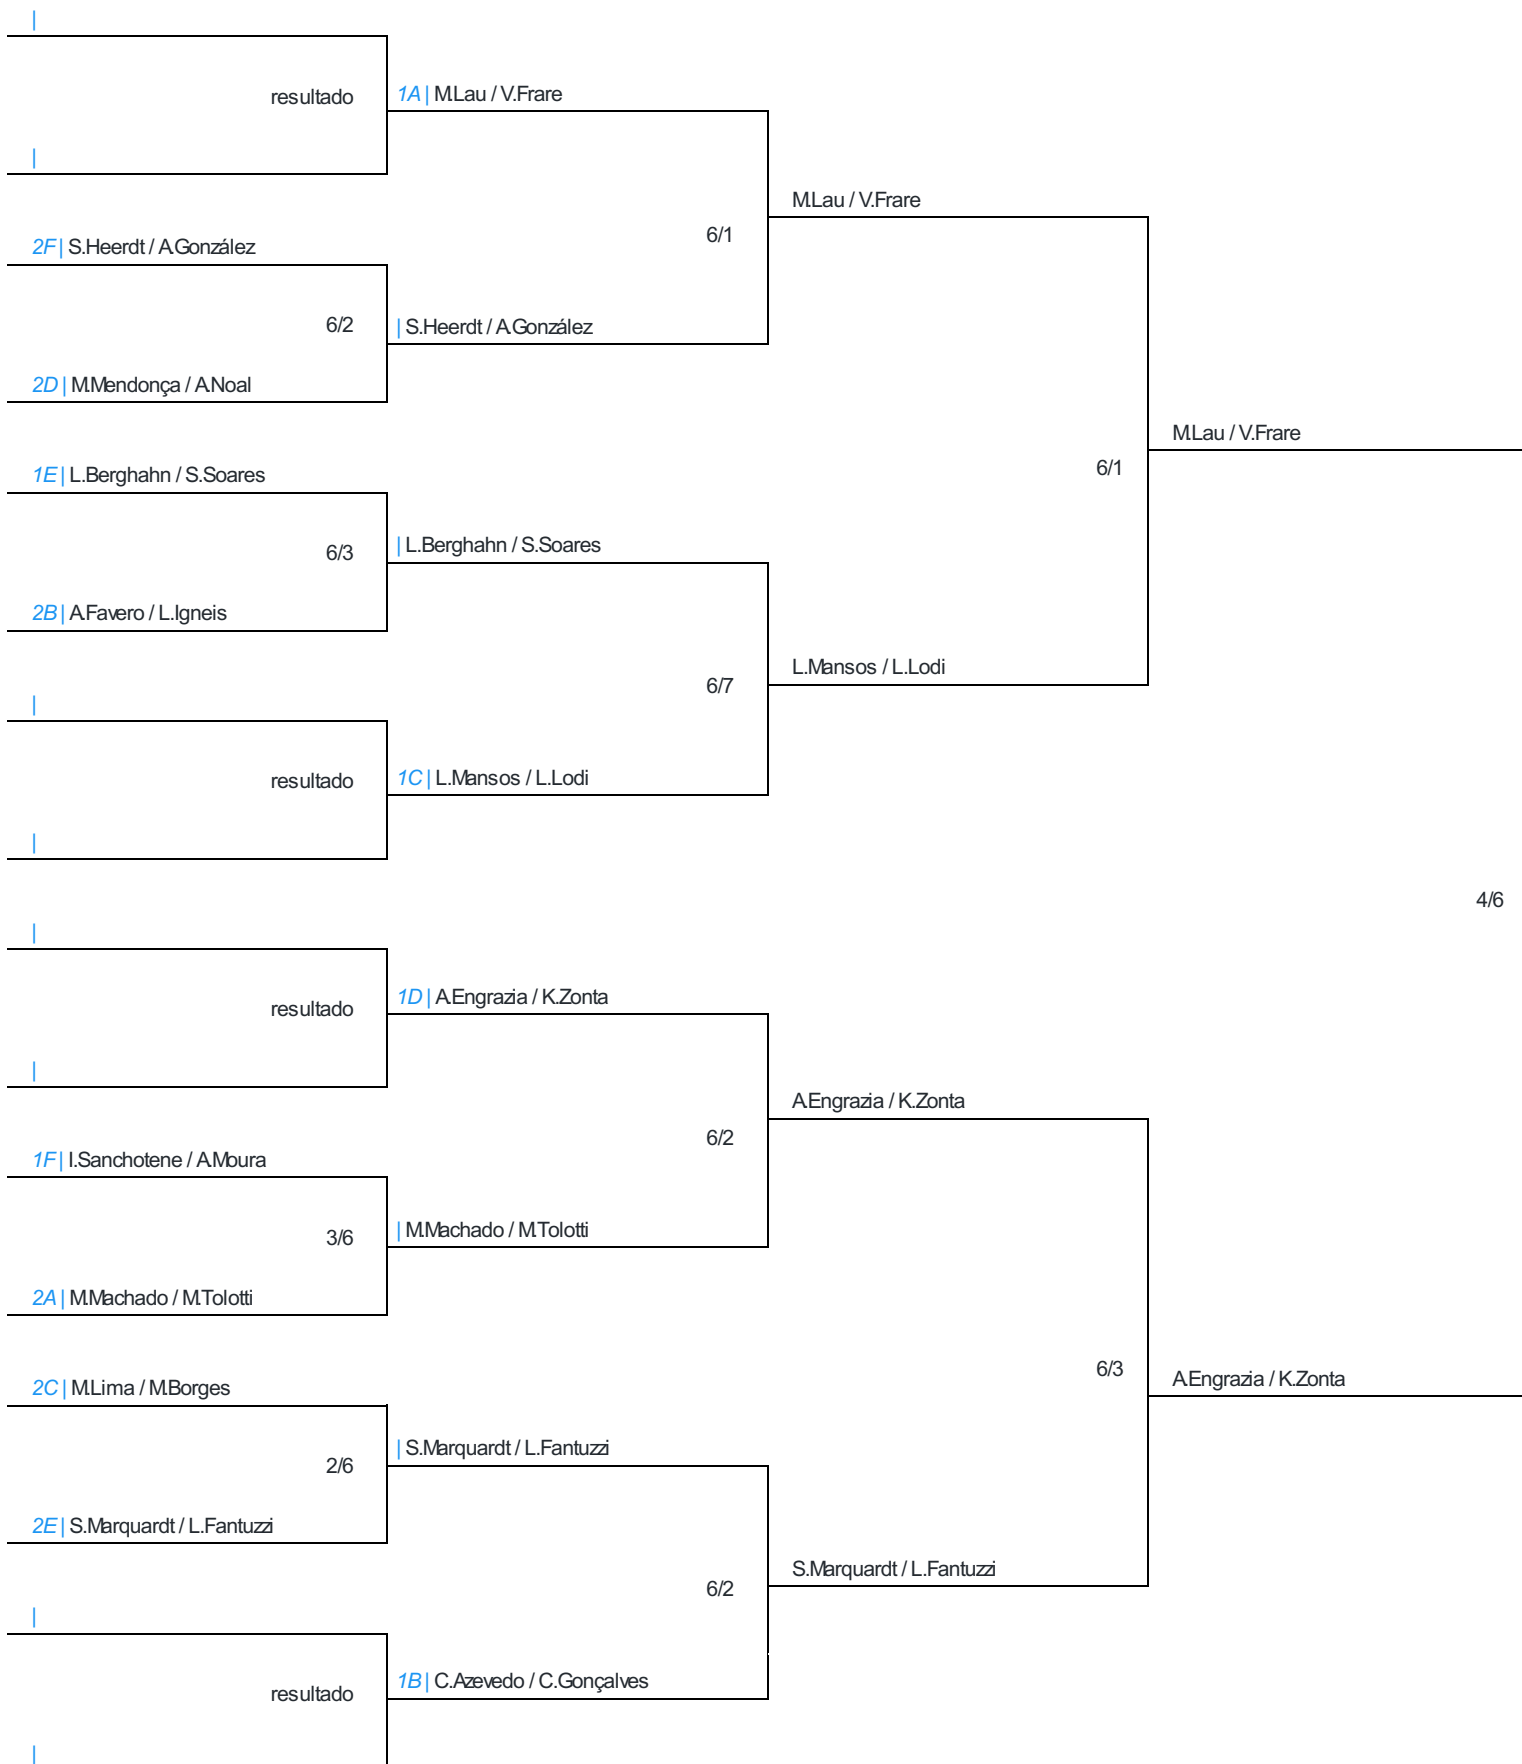 |
resultado
1A | M.Lau / V.Frare
|
M.Lau / V.Frare
6/1
2F | S.Heerdt / A.González
6/2
| S.Heerdt / A.González
2D | M.Mendonça / A.Noal
M.Lau / V.Frare
6/1
1E | L.Berghahn / S.Soares
6/3
| L.Berghahn / S.Soares
2B | A.Favero / L.Igneis
L.Mansos / L.Lodi
6/7
|
resultado
1C | L.Mansos / L.Lodi
|
4/6
|
resultado
1D | A.Engrazia / K.Zonta
|
A.Engrazia / K.Zonta
6/2
1F | I.Sanchotene / A.Moura
3/6
| M.Machado / M.Tolotti
2A | M.Machado / M.Tolotti
6/3
A.Engrazia / K.Zonta
2C | M.Lima / M.Borges
2/6
| S.Marquardt / L.Fantuzzi
2E | S.Marquardt / L.Fantuzzi
S.Marquardt / L.Fantuzzi
6/2
|
resultado
1B | C.Azevedo / C.Gonçalves
|